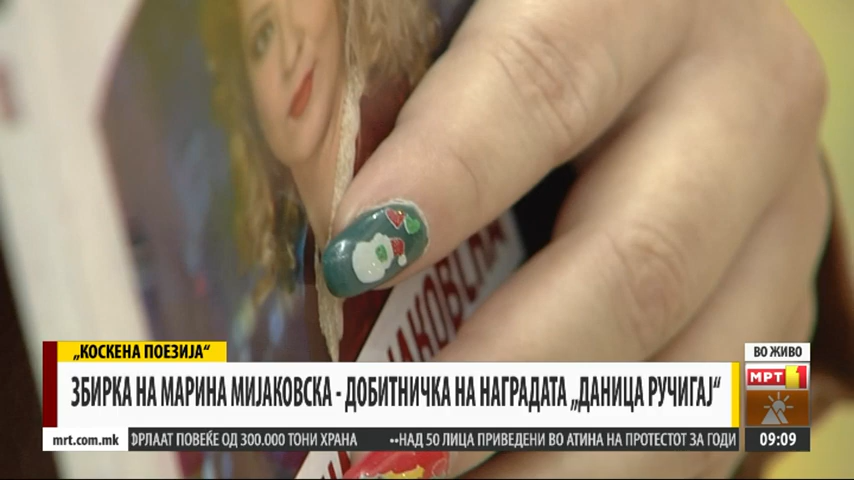 ЈАКОВСКА
„КОСКЕНА ПОЕЗИЈА“
ЗБИРКА НА МАРИНА МИЈАКОВСКА - ДОБИТНИЧКА НА НАГРАДАТА „ДАНИЦА РУЧИГАЈ“
ВО ЖИВО
МРТ 1
mrt.com.mk
ФРЛААТ ПОВЕЌЕ ОД 300.000 ТОНИ ХРАНА ••НАД 50 ЛИЦА ПРИВЕДЕНИ ВО АТИНА НА ПРОТЕСТОТ ЗА ГОДИ
09:09